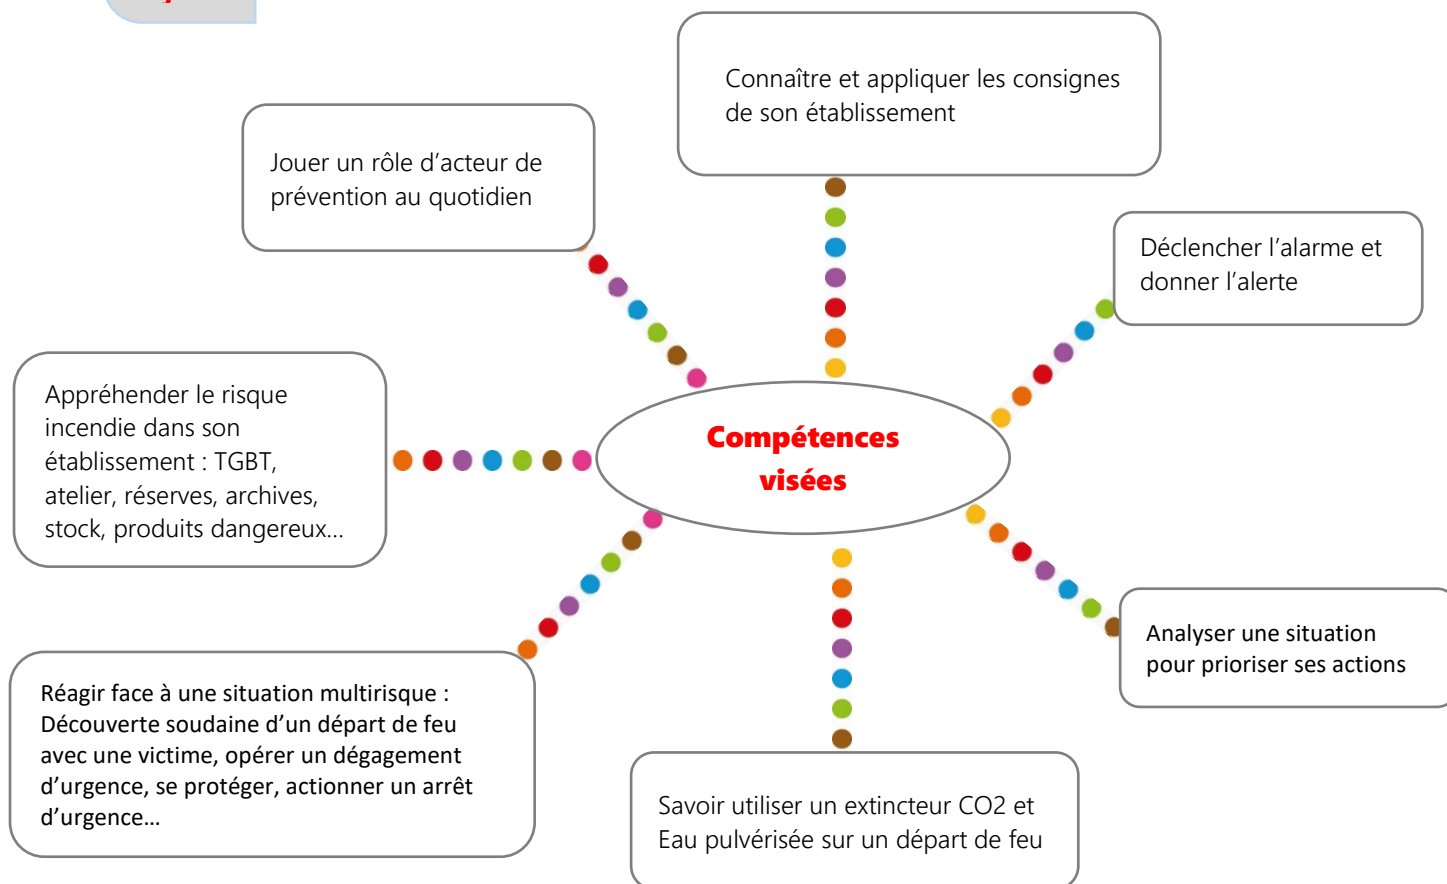 Connaître et appliquer les consignes
de son établissement
Jouer un rôle d’acteur de
prévention au quotidien
Déclencher l’alarme et
donner l’alerte
Appréhender le risque
incendie dans son
établissement : TGBT,
atelier, réserves, archives,
stock, produits dangereux…
Compétences
visées
Analyser une situation
pour prioriser ses actions
Réagir face à une situation multirisque :
Découverte soudaine d’un départ de feu
avec une victime, opérer un dégagement
d’urgence, se protéger, actionner un arrêt
d’urgence…
Savoir utiliser un extincteur CO2 et
Eau pulvérisée sur un départ de feu